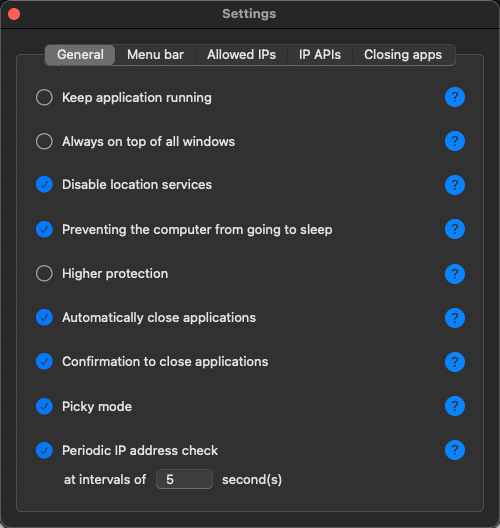 Settings
General Menu bar Allowed IPs IP APIs Closing apps
Keep application running ?
Always on top of all windows ?
Disable location services ?
Preventing the computer from going to sleep ?
Higher protection ?
Automatically close applications ?
Confirmation to close applications ?
Picky mode ?
Periodic IP address check ?
at intervals of 5 second(s)